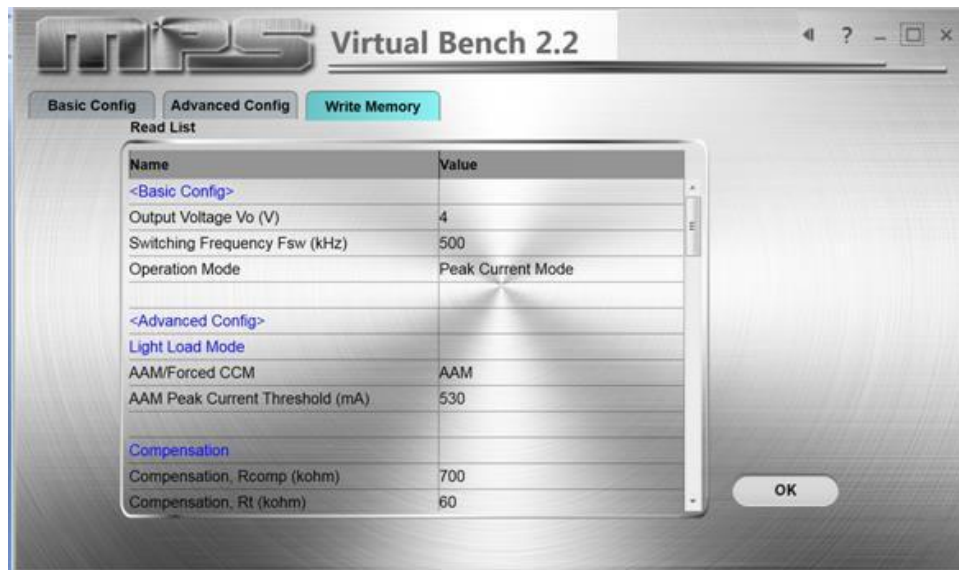 MPS Virtual Bench 2.2
Basic Config Advanced Config Write Memory
Read List
Name Value
<Basic Config>
Output Voltage Vo (V) 4
Switching Frequency Fsw (kHz) 500
Operation Mode Peak Current Mode
<Advanced Config>
Light Load Mode
AAM/Forced CCM AAM
AAM Peak Current Threshold (mA) 530
Compensation
Compensation, Rcomp (kohm) 700
Compensation, Rt (kohm) 60
OK